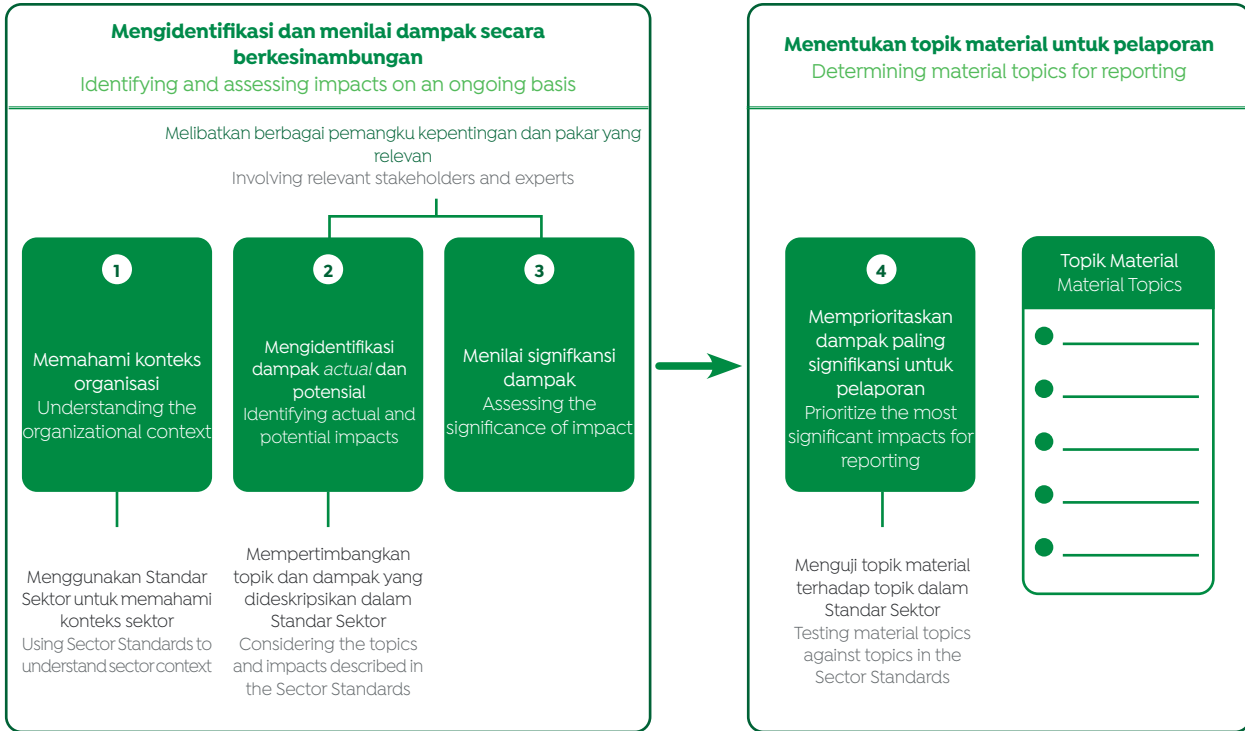 Mengidentifikasi dan menilai dampak secara
berkesinambungan
Identifying and assessing impacts on an ongoing basis
Melibatkan berbagai pemangku kepentingan dan pakar yang
relevan
Involving relevant stakeholders and experts
1
Memahami konteks
organisasi
Understanding the
organizational context
Menggunakan Standar
Sektor untuk memahami
konteks sektor
Using Sector Standards to
understand sector context
2
Mengidentifikasi
dampak actual dan
potensial
Identifying actual and
potential impacts
Mempertimbangkan
topik dan dampak yang
dideskripsikan dalam
Standar Sektor
Considering the topics
and impacts described in
the Sector Standards
3
Menilai signifkansi
dampak
Assessing the
significance of impact
Menentukan topik material untuk pelaporan
Determining material topics for reporting
4
Memprioritaskan
dampak paling
signifikansi untuk
pelaporan
Prioritize the most
significant impacts for
reporting
Menguji topik material
terhadap topik dalam
Standar Sektor
Testing material topics
against topics in the
Sector Standards
Topik Material
Material Topics